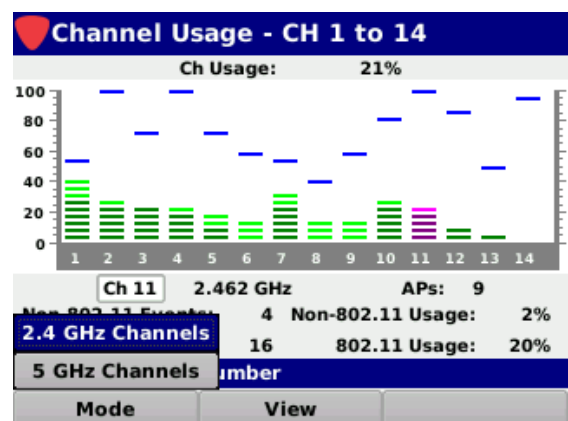 Channel Usage - CH 1 to 14
Ch Usage: 21%
100
80
60
40
20
0
1 2 3 4 5 6 7 8 9 10 11 12 13 14
Ch 11 2.462 GHz APs: 9
Non-802.11 Events: 4 Non-802.11 Usage: 2%
2.4 GHz Channels
16 802.11 Usage: 20%
5 GHz Channels
umber
Mode View